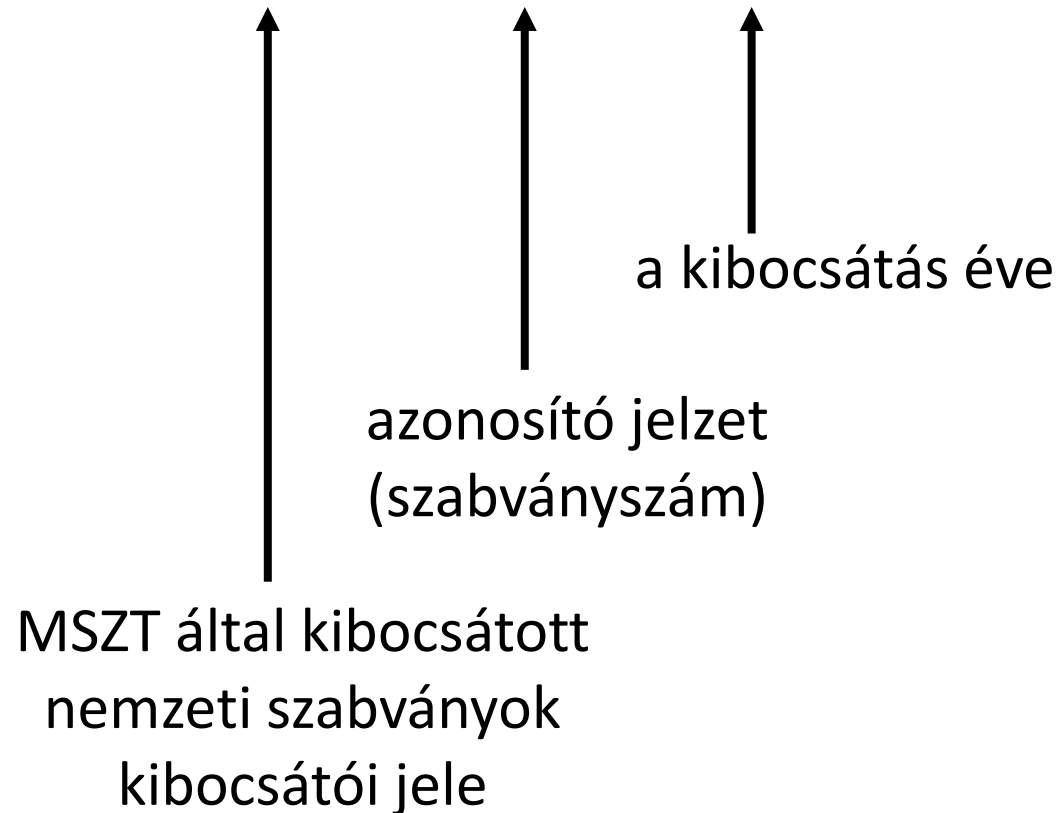 a kibocsátás éve
azonosító jelzet
(szabványszám)
MSZT által kibocsátott
nemzeti szabványok
kibocsátói jele